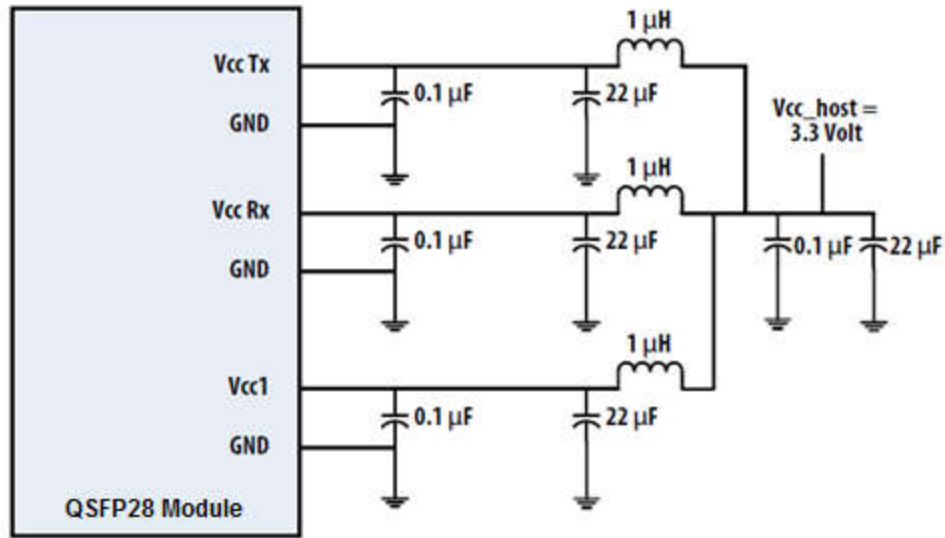 1 µH
Vcc Tx
0.1 µF
22 µF
Vcc_host =
3.3 Volt
GND
1 µH
Vcc Rx
0.1 µF
22 µF
0.1 µF
22 µF
GND
1 µH
Vcc1
0.1 µF
22 µF
GND
QSFP28 Module